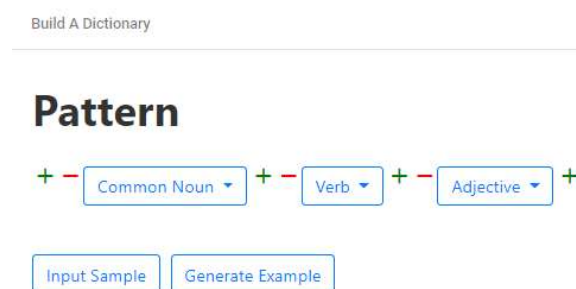 Build A Dictionary
Pattern
+ − Common Noun + − Verb + − Adjective +
Input Sample Generate Example